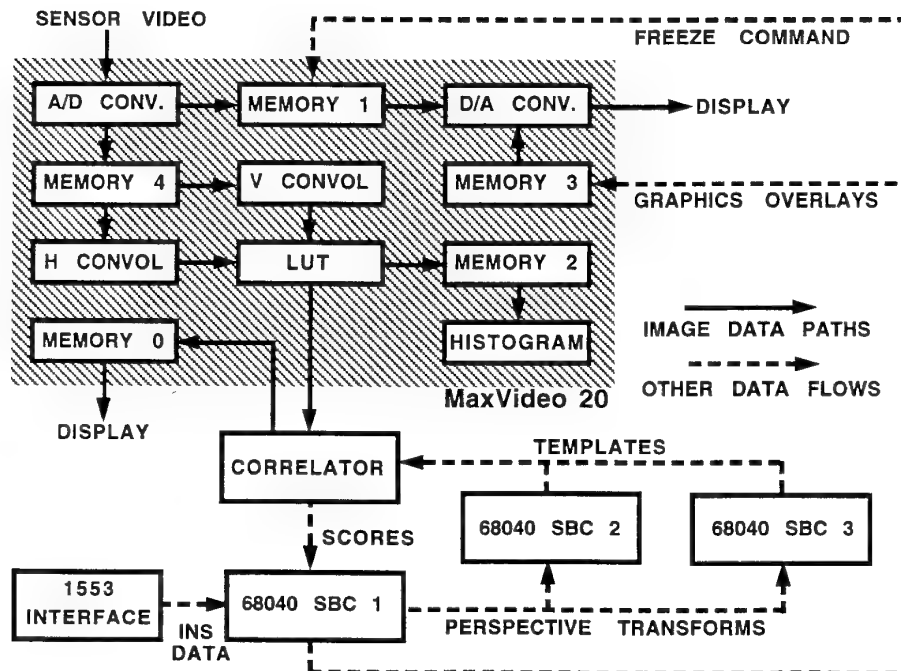 SENSOR VIDEO
FREEZE COMMAND
A/D CONV.
MEMORY 1
D/A CONV.
DISPLAY
MEMORY 4
V CONVOL
MEMORY 3
GRAPHICS OVERLAYS
H CONVOL
LUT
MEMORY 2
MEMORY 0
HISTOGRAM
IMAGE DATA PATHS
MaxVideo 20
OTHER DATA FLOWS
DISPLAY
CORRELATOR
TEMPLATES
SCORES
68040 SBC 2
68040 SBC 3
1553
INTERFACE
INS
DATA
68040 SBC 1
PERSPECTIVE TRANSFORMS